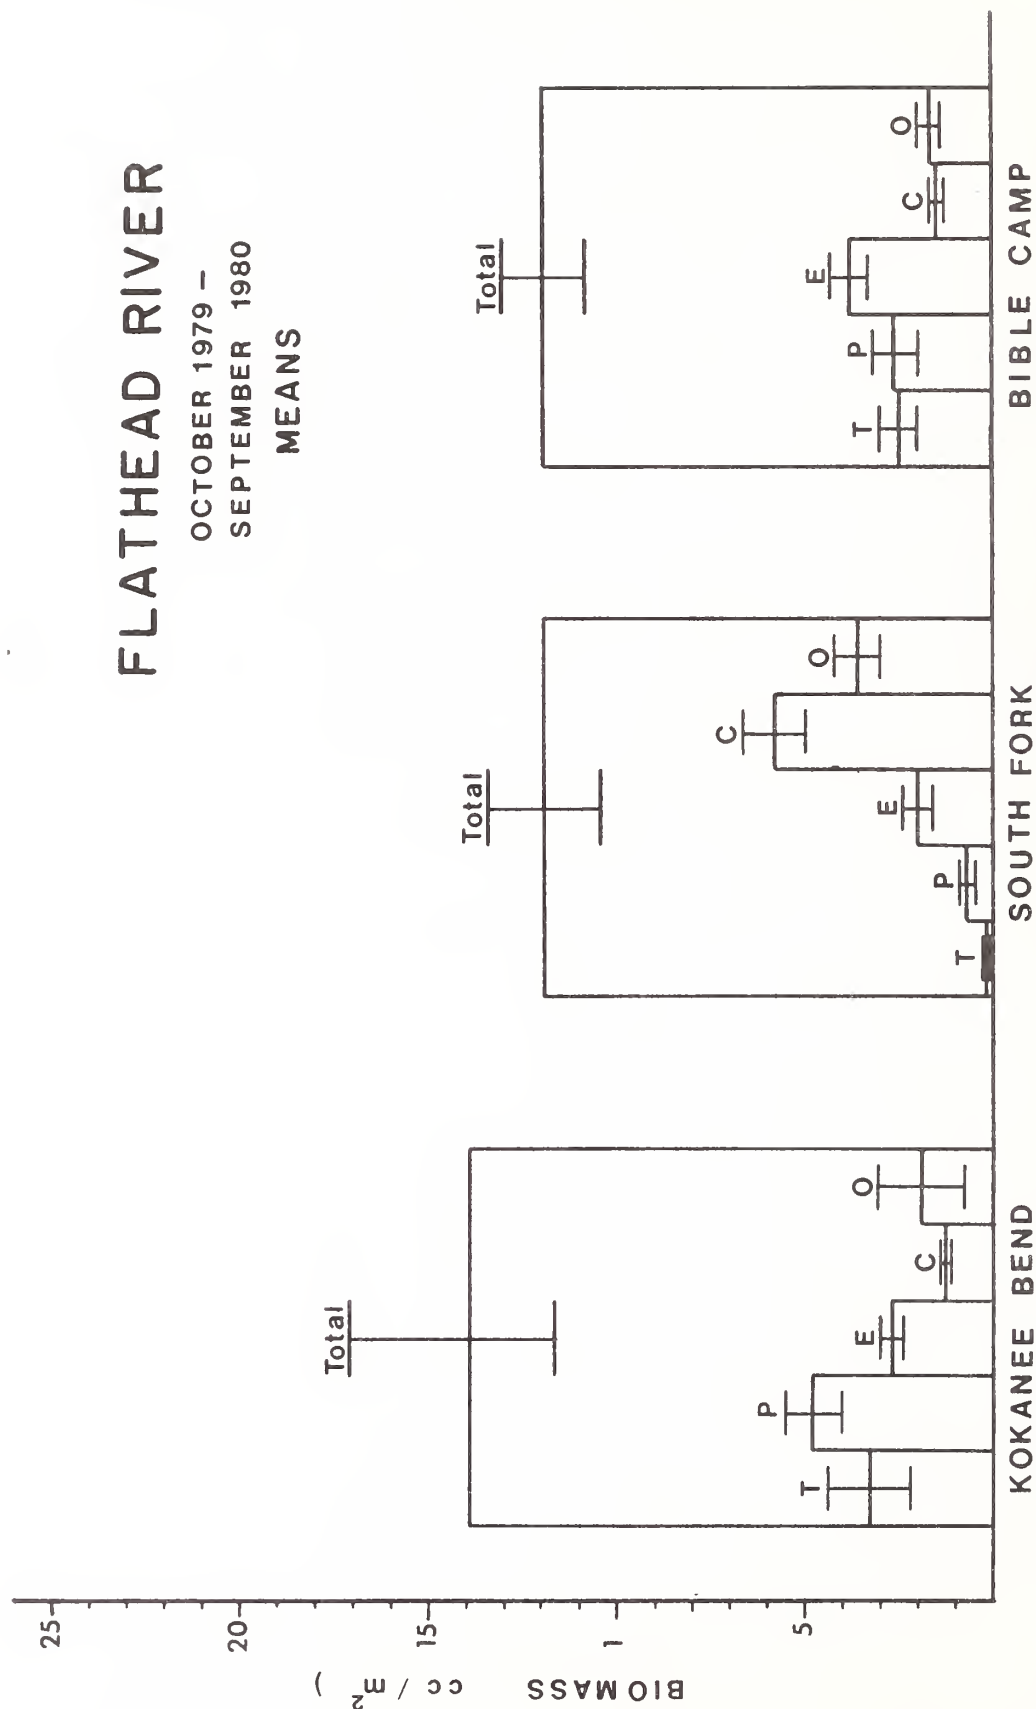 FLATHEAD RIVER
OCTOBER 1979 –
SEPTEMBER 1980
MEANS
BIOMASS cc / m² )
25
20
15
1
5
Total
T
P
E
C
O
KOKANEE BEND
Total
T
P
E
C
O
SOUTH FORK
Total
T
P
E
C
O
BIBLE CAMP